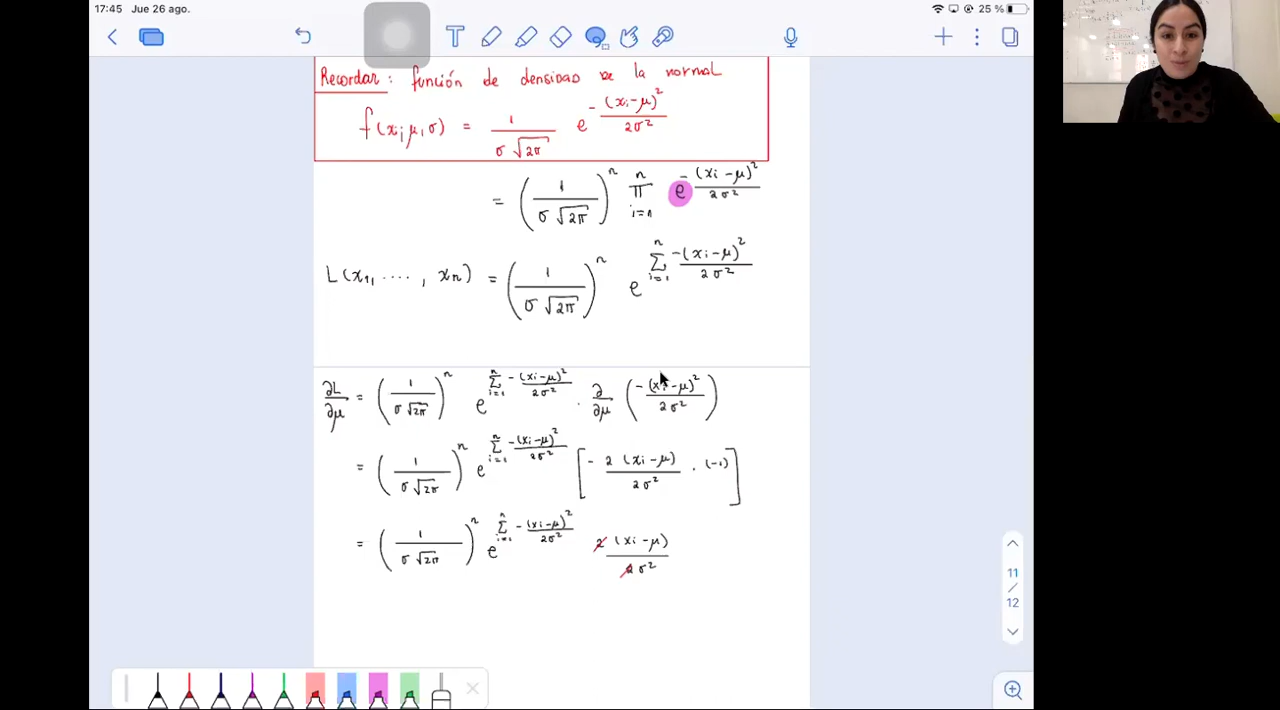 17:45 Jue 26 ago. 25 %
Recordar : función de densidad de la normal
f(x; μ, σ) = 1 / (σ √2π) e^(-(xi-μ)² / 2σ²)
= (1 / (σ √2π))^n ∏_{i=1}^n e^(-(xi-μ)² / 2σ²)
L(x1, ..., xn) = (1 / (σ √2π))^n e^(∑_{i=1}^n -(xi-μ)² / 2σ²)
∂L/∂μ = (1 / (σ √2π))^n e^(∑_{i=1}^n -(xi-μ)² / 2σ²) · ∂/∂μ (-(xi-μ)² / 2σ²)
= (1 / (σ √2π))^n e^(∑_{i=1}^n -(xi-μ)² / 2σ²) [- 2(xi-μ) / 2σ² · (-1)]
= (1 / (σ √2π))^n e^(∑_{i=1}^n -(xi-μ)² / 2σ²) 2(xi-μ) / 2σ²
11
/
12